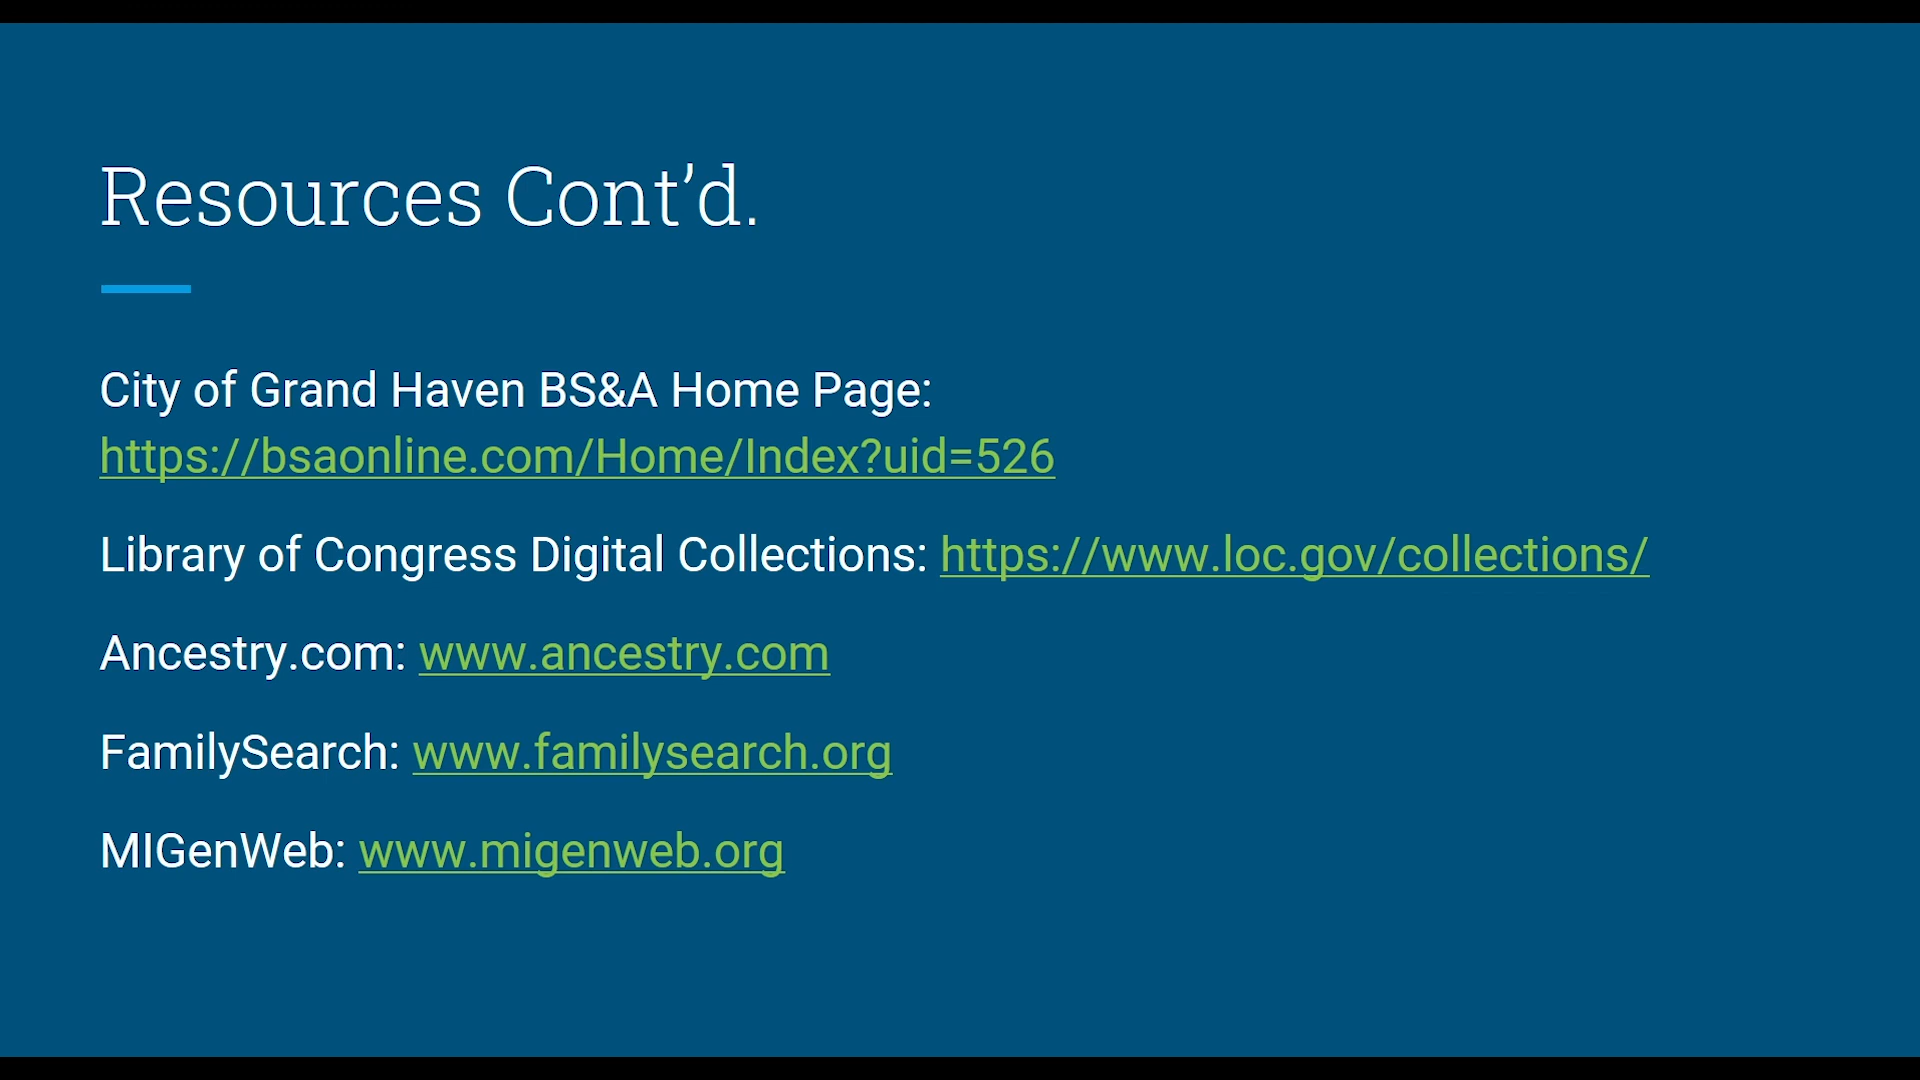 Resources Cont’d.
City of Grand Haven BS&A Home Page:
https://bsaonline.com/Home/Index?uid=526
Library of Congress Digital Collections: https://www.loc.gov/collections/
Ancestry.com: www.ancestry.com
FamilySearch: www.familysearch.org
MIGenWeb: www.migenweb.org